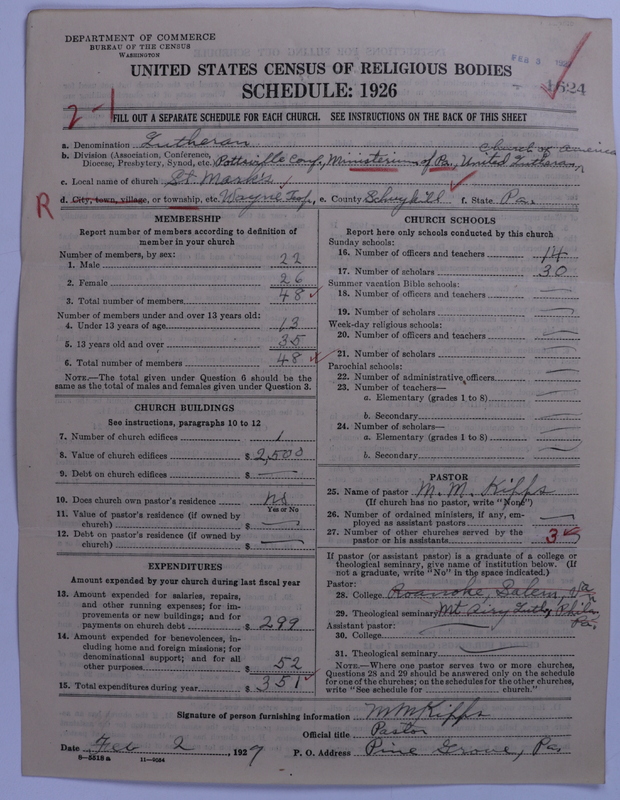 DEPARTMENT OF COMMERCE
BUREAU OF THE CENSUS
WASHINGTON
FEB 3
1624
UNITED STATES CENSUS OF RELIGIOUS BODIES
SCHEDULE: 1926
2-1
FILL OUT A SEPARATE SCHEDULE FOR EACH CHURCH. SEE INSTRUCTIONS ON THE BACK OF THIS SHEET
a. Denomination Lutheran
b. Division (Association, Conference, Diocese, Presbytery, Synod, etc.) Pottsville Conf., Ministerium of Pa., United Lutheran Church of America
c. Local name of church St Mark's
R
d. City, town, village, or township, etc. Wayne Twp., e. County Schuylkill f. State Pa.
MEMBERSHIP
Report number of members according to definition of
member in your church
Number of members, by sex:
1. Male 22
2. Female 26
3. Total number of members 48
Number of members under and over 13 years old:
4. Under 13 years of age 13
5. 13 years old and over 35
6. Total number of members 48
NOTE.—The total given under Question 6 should be the
same as the total of males and females given under Question 3.
CHURCH BUILDINGS
See instructions, paragraphs 10 to 12
7. Number of church edifices 1
8. Value of church edifices $ 2,500
9. Debt on church edifices $ —
10. Does church own pastor's residence No
Yes or No
11. Value of pastor's residence (if owned by
church) $ —
12. Debt on pastor's residence (if owned by
church) $ —
EXPENDITURES
Amount expended by your church during last fiscal year
13. Amount expended for salaries, repairs,
and other running expenses; for im-
provements or new buildings; and for
payments on church debt $ 299
14. Amount expended for benevolences, in-
cluding home and foreign missions; for
denominational support; and for all
other purposes $ 52
15. Total expenditures during year $ 351
CHURCH SCHOOLS
Report here only schools conducted by this church
Sunday schools:
16. Number of officers and teachers 14
17. Number of scholars 30
Summer vacation Bible schools:
18. Number of officers and teachers —
19. Number of scholars —
Week-day religious schools:
20. Number of officers and teachers —
21. Number of scholars —
Parochial schools:
22. Number of administrative officers —
23. Number of teachers—
a. Elementary (grades 1 to 8) —
b. Secondary —
24. Number of scholars—
a. Elementary (grades 1 to 8) —
b. Secondary —
PASTOR
25. Name of pastor M. M. Kipps
(If church has no pastor, write "None")
26. Number of ordained ministers, if any, em-
ployed as assistant pastors —
27. Number of other churches served by the
pastor or his assistants 3
If pastor (or assistant pastor) is a graduate of a college or
theological seminary, give name of institution below. (If
not a graduate, write "No" in the space indicated.)
Pastor:
28. College Roanoke, Salem, Va
29. Theological seminary Mt Airy Luth, Phila Pa.
Assistant pastor:
30. College
31. Theological seminary —
NOTE.—Where one pastor serves two or more churches,
Questions 28 and 29 should be answered only on the schedule
for one of the churches; on the schedules for the other churches,
write "See schedule for church."
Signature of person furnishing information M M Kipps
Official title Pastor
Date Feb 2, 1927 P. O. Address Pine Grove, Pa.
8—5518a 11—9184